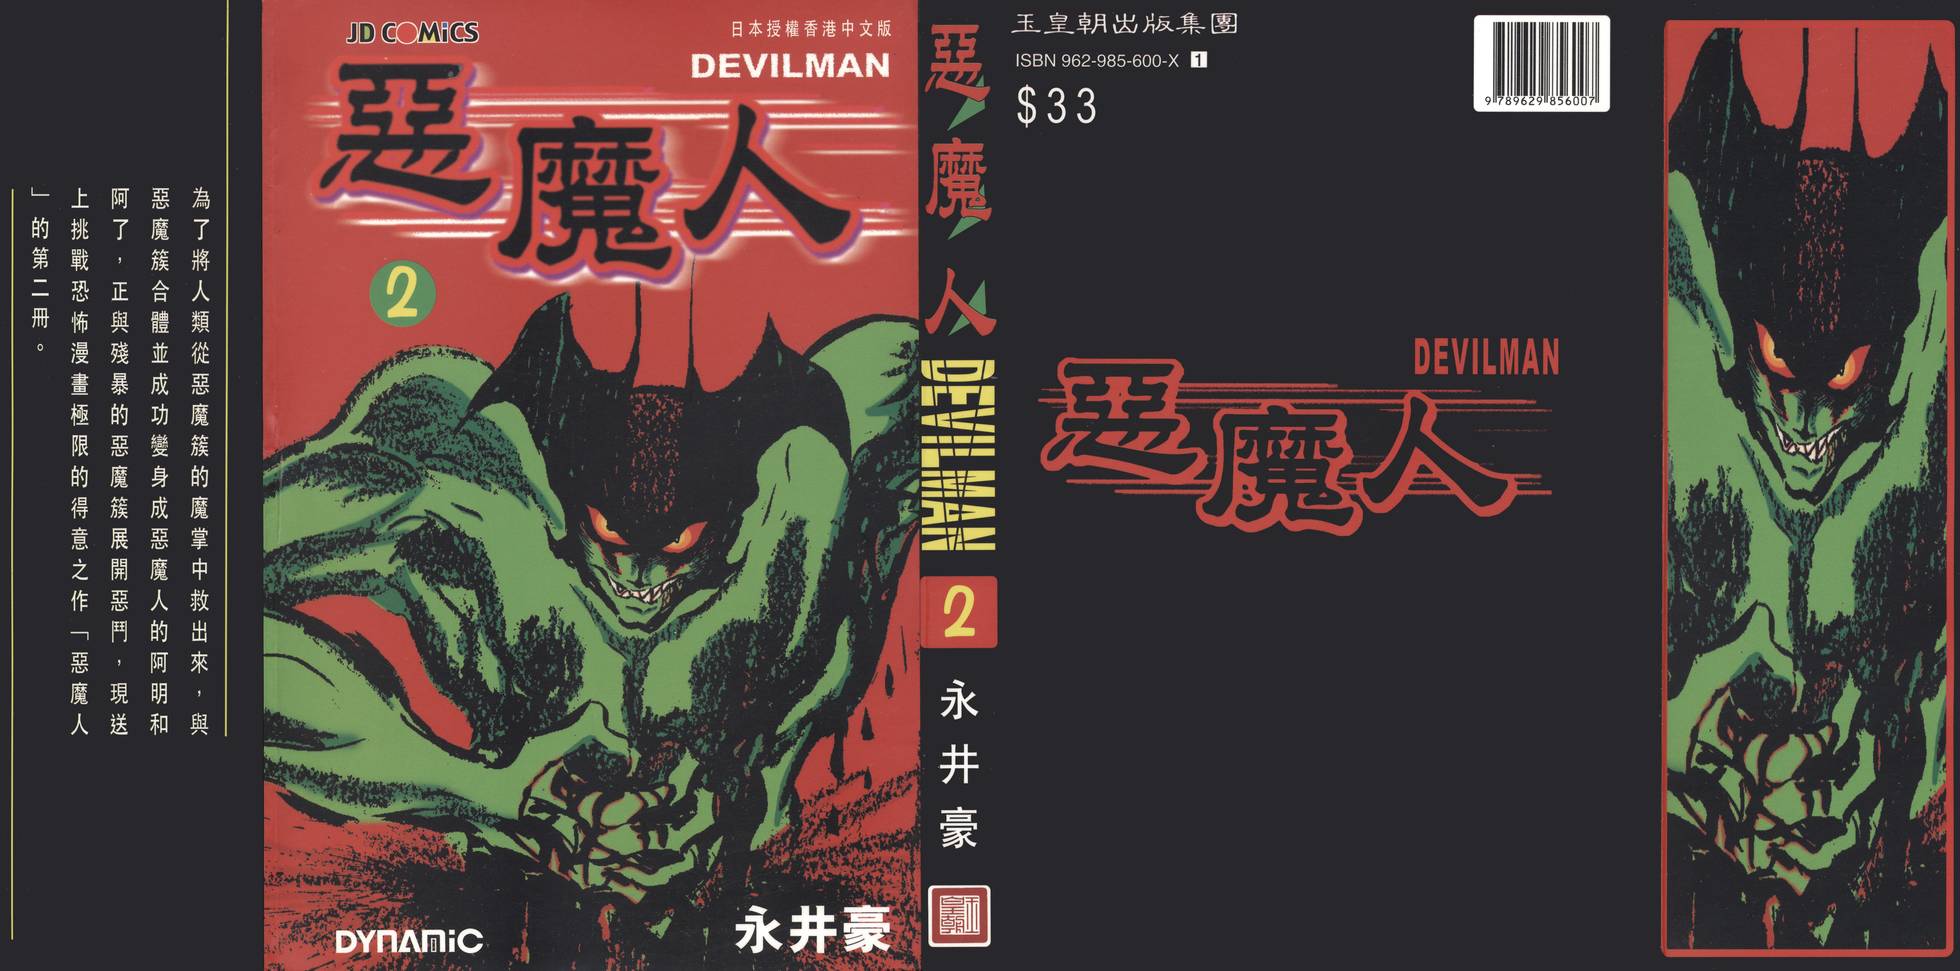 為了將人類從惡魔簇的魔掌中救出來，與
惡魔簇合體並成功變身成惡魔人的阿明和
阿了，正與殘暴的惡魔簇展開惡鬥，現送
上挑戰恐怖漫畫極限的得意之作「惡魔人
」的第二冊。
JD COMiCS
日本授權香港中文版
DEVILMAN
惡魔人
2
DYNAMiC
永井豪
惡魔人
DEVILMAN
2
永井豪
玉皇朝
玉皇朝出版集團
ISBN 962-985-600-X 1
$33
9 789629 856007
DEVILMAN
惡魔人